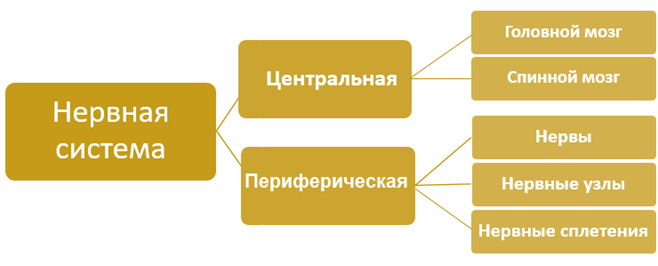 Нервная
система
Центральная
Головной мозг
Спинной мозг
Периферическая
Нервы
Нервные узлы
Нервные сплетения